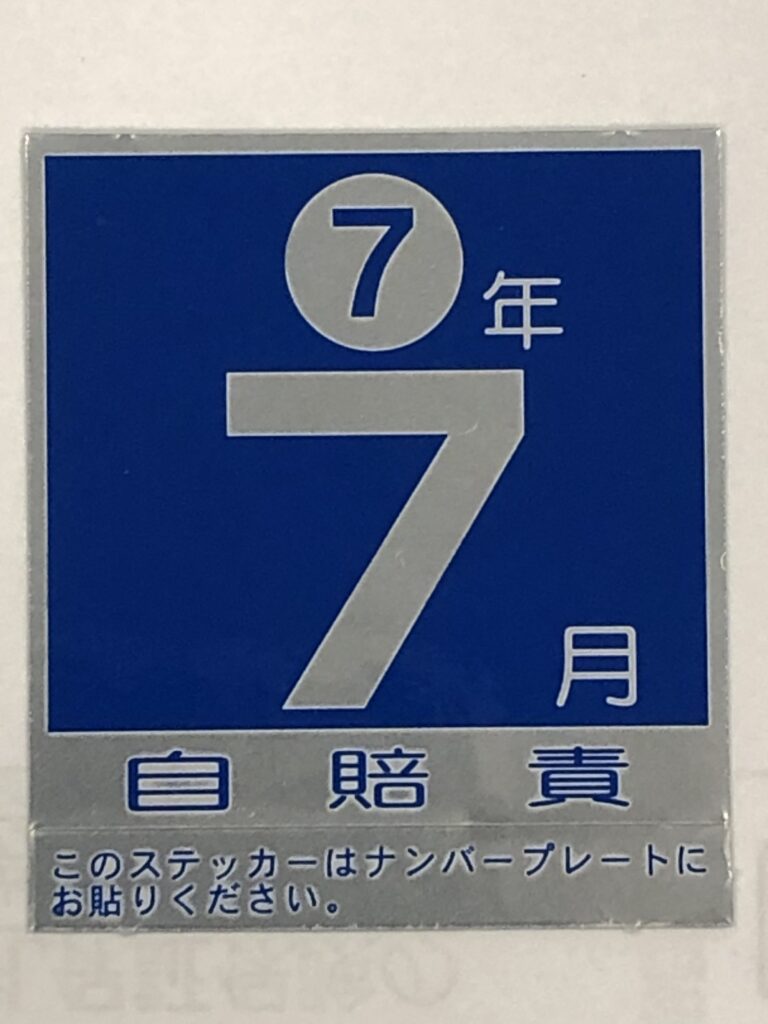 7年
7月
自賠責
このステッカーはナンバープレートに
お貼りください。